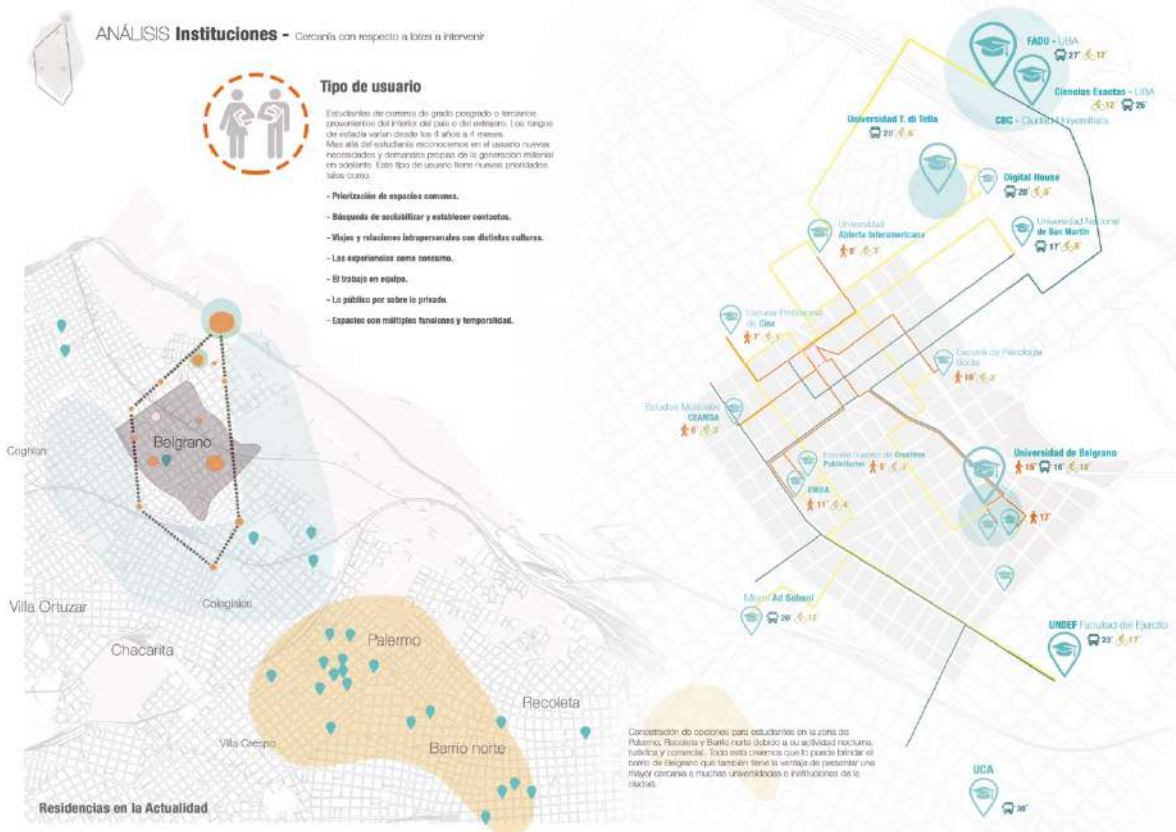 ANÁLISIS Instituciones - Cercanía con respecto a lotes a intervenir
Tipo de usuario
Estudiantes de carreras de grado posgrado o terciarios
provenientes del interior del país o del extranjero. Los rangos
de estadía varían desde los 4 años a 4 meses.
Mas allá del estudiante reconocemos en el usuario nuevas
necesidades y demandas propias de la generación millenial
en adelante. Este tipo de usuario tiene nuevas prioridades
tales como:
- Priorización de espacios comunes.
- Búsqueda de sociabilizar y establecer contactos.
- Viajes y relaciones intrapersonales con distintas culturas.
- Las experiencias como consumo.
- El trabajo en equipo.
- Lo público por sobre lo privado.
- Espacios con múltiples funciones y temporalidad.
Belgrano
Coghlan
Colegiales
Villa Ortuzar
Chacarita
Palermo
Recoleta
Villa Crespo
Barrio norte
Residencias en la Actualidad
FADU - UBA
27' 12'
Ciencias Exactas - UBA
12' 26'
CBC - Ciudad Universitaria
Universidad T. di Tella
20' 6'
Digital House
20' 5'
Universidad
Abierta Interamericana
9' 3'
Universidad Nacional
de San Martín
17' 6'
Escuela Profesional
de Cine
7'
Escuela de Psicología
Social
10' 3'
Estudios Musicales
CEAMSA
8' 3'
Escuela Superior de Creativos
Publicitarios 9' 3'
EMBA
11' 4'
Universidad de Belgrano
15' 16' 10'
17'
Miami Ad School
20' 12'
UNDEF Facultad del Ejército
23' 17'
Concentración de opciones para estudiantes en la zona de
Palermo, Recoleta y Barrio norte debido a su actividad nocturna,
turística y comercial. Todo esto creemos que lo puede brindar el
barrio de Belgrano que también tiene la ventaja de presentar una
mayor cercanía a muchas universidades e instituciones de la
ciudad.
UCA
30'